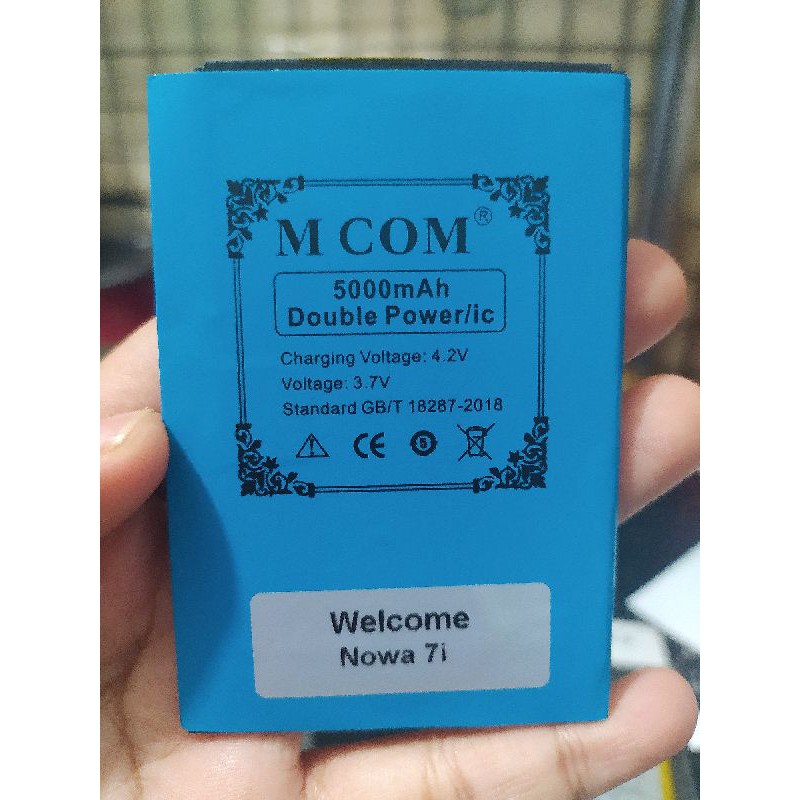 M COM®
5000mAh
Double Power/ic
Charging Voltage: 4.2V
Voltage: 3.7V
Standard GB/T 18287-2018
CE
Welcome
Nowa 7i